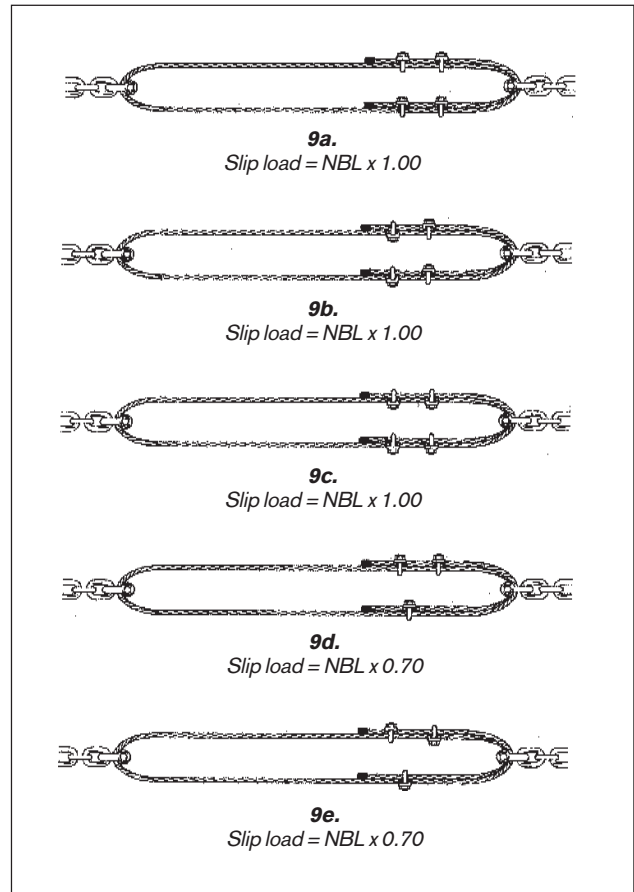 9a.
Slip load = NBL x 1.00
9b.
Slip load = NBL x 1.00
9c.
Slip load = NBL x 1.00
9d.
Slip load = NBL x 0.70
9e.
Slip load = NBL x 0.70